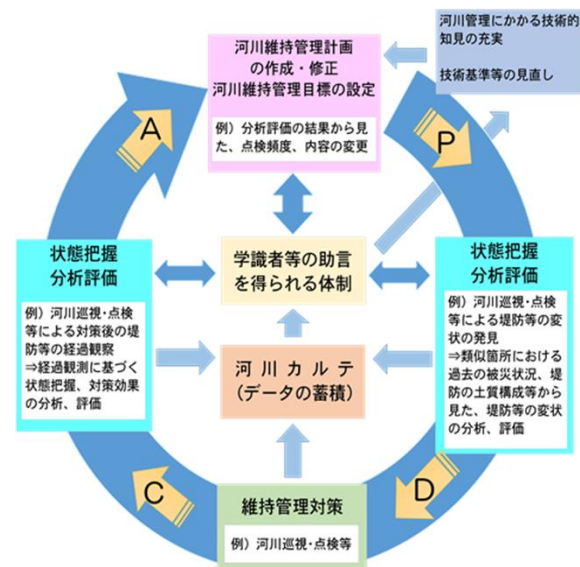 河川維持管理計画
の作成・修正
河川維持管理目標の設定
例）分析評価の結果から見
た、点検頻度、内容の変更
河川管理にかかる技術的
知見の充実
技術基準等の見直し
A
P
状態把握
分析評価
例）河川巡視・点検
等による対策後の堤
防等の経過観察
⇒経過観測に基づく
状態把握、対策効果
の分析、評価
学識者等の助言
を得られる体制
状態把握
分析評価
例）河川巡視・点検
等による堤防等の変
状の発見
⇒類似箇所における
過去の被災状況、堤
防の土質構成等から
見た、堤防等の変状
の分析、評価
河川カルテ
（データの蓄積）
C
D
維持管理対策
例）河川巡視・点検等